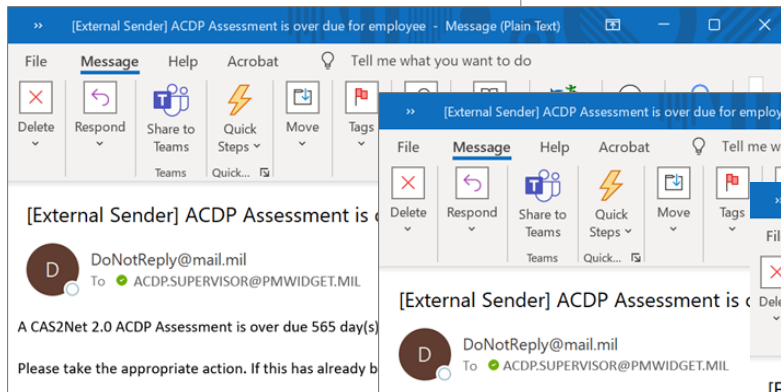 [External Sender] ACDP Assessment is over due for employee - Message (Plain Text)
File Message Help Acrobat Tell me what you want to do
Delete Respond Share to Teams Quick Steps Move Tags
Teams Quick...
[External Sender] ACDP Assessment is
D
DoNotReply@mail.mil
To ACDP.SUPERVISOR@PMWIDGET.MIL
A CAS2Net 2.0 ACDP Assessment is over due 565 day(s)
Please take the appropriate action. If this has already
[External Sender] ACDP Assessment is over due for
File Message Help Acrobat Tell me
Delete Respond Share to Teams Quick Steps Move Tags
Teams Quick...
[External Sender] ACDP Assessment is
D
DoNotReply@mail.mil
To ACDP.SUPERVISOR@PMWIDGET.MIL